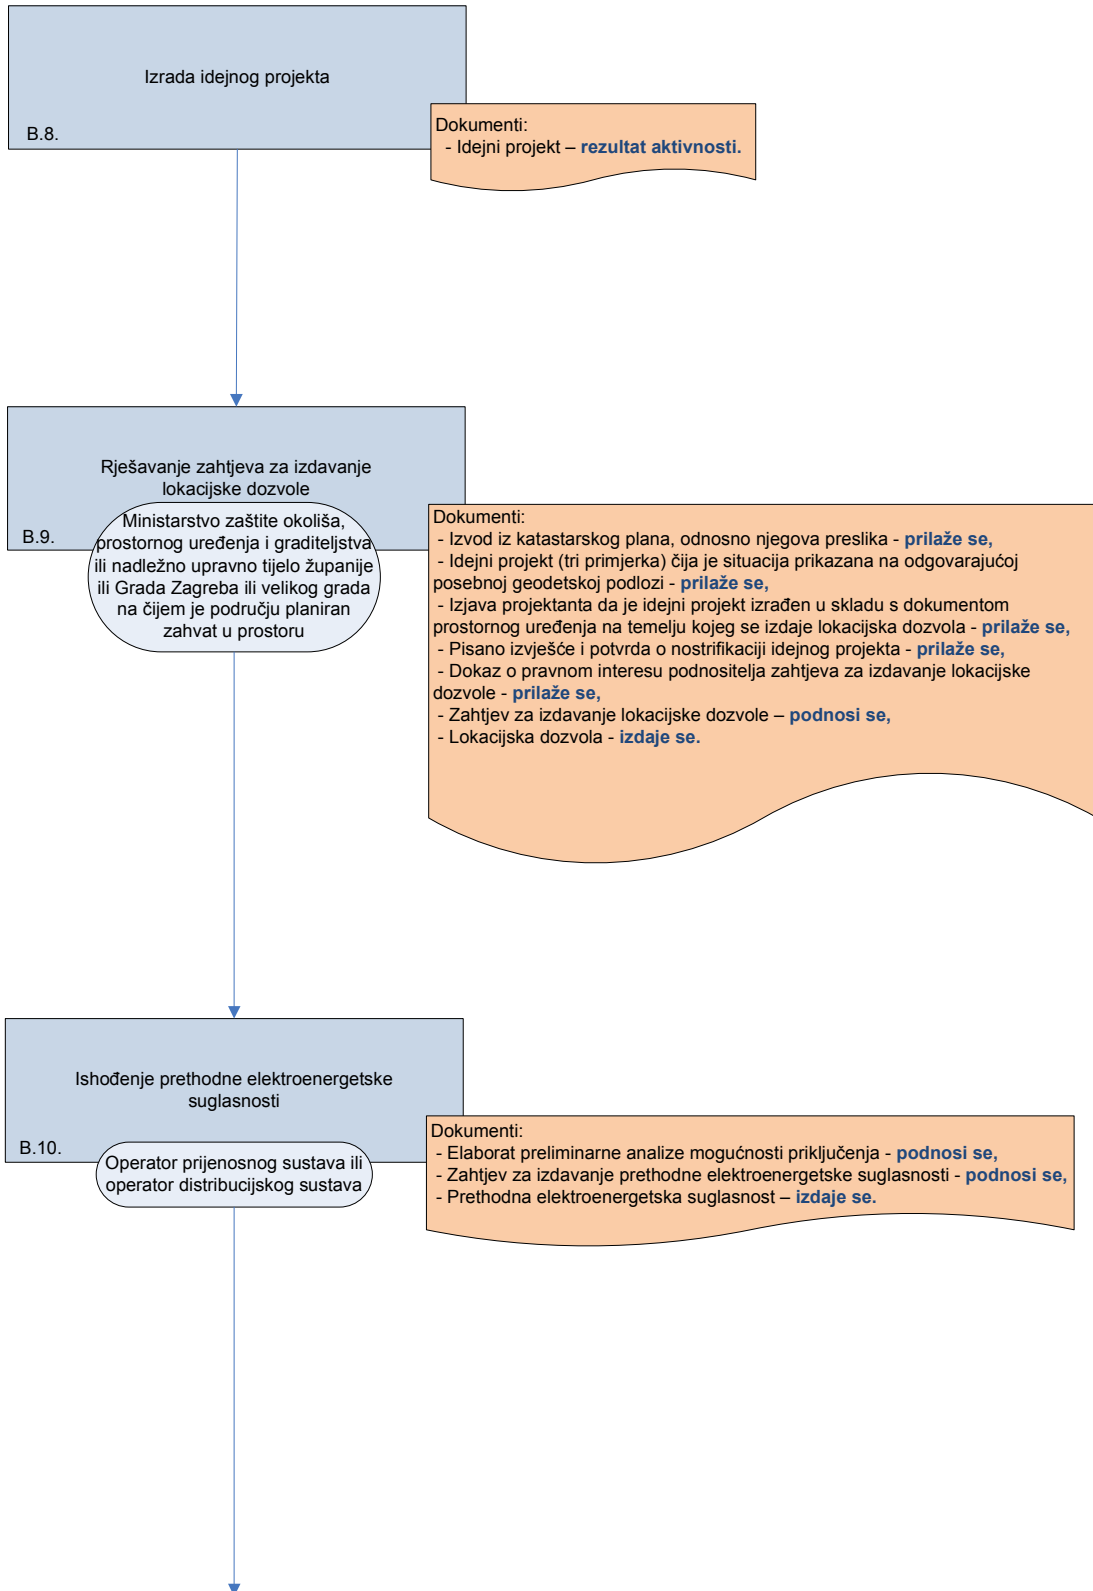 Izrada idejnog projekta
B.8.
Dokumenti:
- Idejni projekt – rezultat aktivnosti.
Rješavanje zahtjeva za izdavanje
lokacijske dozvole
B.9.
Ministarstvo zaštite okoliša,
prostornog uređenja i graditeljstva
ili nadležno upravno tijelo županije
ili Grada Zagreba ili velikog grada
na čijem je području planiran
zahvat u prostoru
Dokumenti:
- Izvod iz katastarskog plana, odnosno njegova preslika - prilaže se,
- Idejni projekt (tri primjerka) čija je situacija prikazana na odgovarajućoj
posebnoj geodetskoj podlozi - prilaže se,
- Izjava projektanta da je idejni projekt izrađen u skladu s dokumentom
prostornog uređenja na temelju kojeg se izdaje lokacijska dozvola - prilaže se,
- Pisano izvješće i potvrda o nostrifikaciji idejnog projekta - prilaže se,
- Dokaz o pravnom interesu podnositelja zahtjeva za izdavanje lokacijske
dozvole - prilaže se,
- Zahtjev za izdavanje lokacijske dozvole – podnosi se,
- Lokacijska dozvola - izdaje se.
Ishođenje prethodne elektroenergetske
suglasnosti
B.10.
Operator prijenosnog sustava ili
operator distribucijskog sustava
Dokumenti:
- Elaborat preliminarne analize mogućnosti priključenja - podnosi se,
- Zahtjev za izdavanje prethodne elektroenergetske suglasnosti - podnosi se,
- Prethodna elektroenergetska suglasnost – izdaje se.